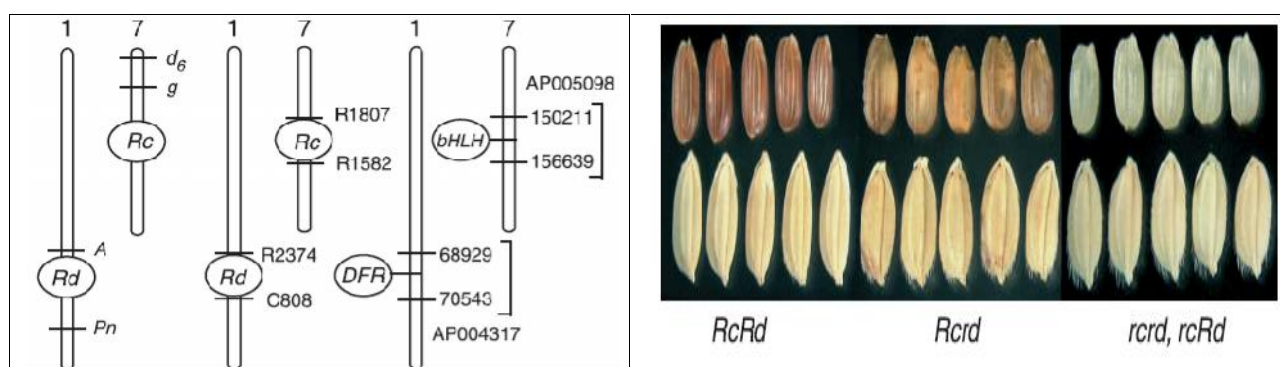 1 7 1 7 1 7
d6
g
Rc
A
Rd
Pn
R1807
Rc
R1582
R2374
Rd
C808
AP005098
150211
bHLH
156639
68929
DFR
70543
AP004317
RcRd
Rcrd
rcrd, rcRd